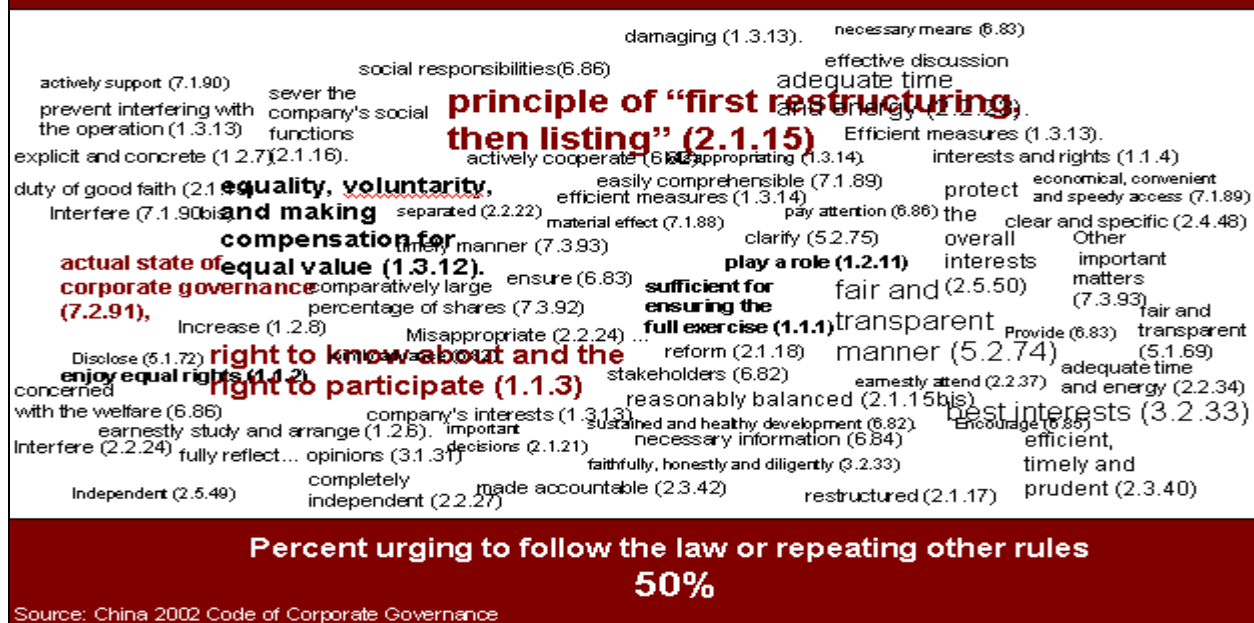 damaging (1.3.13).
necessary means (6.83)
effective discussion
social responsibilities(6.86)
adequate time
and energy (2.2.23).
actively support (7.1.90)
sever the
company's social
functions
(2.1.16).
principle of “first restructuring,
then listing” (2.1.15)
prevent interfering with
the operation (1.3.13)
Efficient measures (1.3.13).
explicit and concrete (1.2.7)
actively cooperate
(1.3.14).
interests and rights (1.1.4)
duty of good faith
equality, voluntarity,
and making
compensation for
equal value (1.3.12).
easily comprehensible (7.1.89)
efficient measures (1.3.14)
protect
the
overall
interests
(2.5.50)
economical, convenient
and speedy access (7.1.89)
Interfere (7.1.90bis)
separated (2.2.22)
material effect (7.1.88)
pay attention (6.86)
clear and specific (2.4.48)
timely manner (7.3.93)
clarify (5.2.75)
Other
important
matters
(7.3.93)
actual state of
corporate governance
(7.2.91),
comparatively large
percentage of shares (7.3.92)
ensure (6.83)
play a role (1.2.11)
sufficient for
ensuring the
full exercise (1.1.1)
fair and
transparent
manner (5.2.74)
fair and
transparent
(5.1.69)
Increase (1.2.8)
Misappropriate (2.2.24) ...
Provide (6.83)
Disclose (5.1.72)
right to know about and the
right to participate (1.1.3)
reform (2.1.18)
enjoy equal rights (1.1.2)
stakeholders (6.82)
earnestly attend (2.2.37)
adequate time
and energy (2.2.34)
concerned
with the welfare (6.86)
reasonably balanced (2.1.15bis)
best interests (3.2.33)
company's interests (1.3.13)
sustained and healthy development (6.82).
Encourage (6.85)
earnestly study and arrange (1.2.6).
important
decisions (2.1.21)
necessary information (6.84)
efficient,
timely and
prudent (2.3.40)
Interfere (2.2.24)
fully reflect... opinions (3.1.31)
faithfully, honestly and diligently (3.2.33)
completely
independent (2.2.27)
made accountable (2.3.42)
Independent (2.5.49)
restructured (2.1.17)
Percent urging to follow the law or repeating other rules
50%
Source: China 2002 Code of Corporate Governance